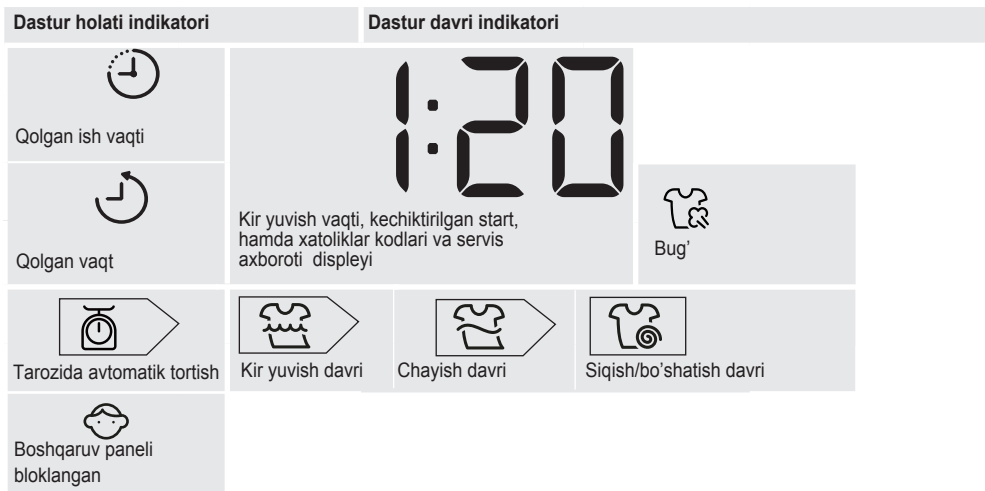 Dastur holati indikatori
Dastur davri indikatori
Qolgan ish vaqti
1:20
Kir yuvish vaqti, kechiktirilgan start,
hamda xatoliklar kodlari va servis
axboroti displeyi
Qolgan vaqt
Bug’
Tarozida avtomatik tortish
Kir yuvish davri
Chayish davri
Siqish/bo’shatish davri
Boshqaruv paneli
bloklangan